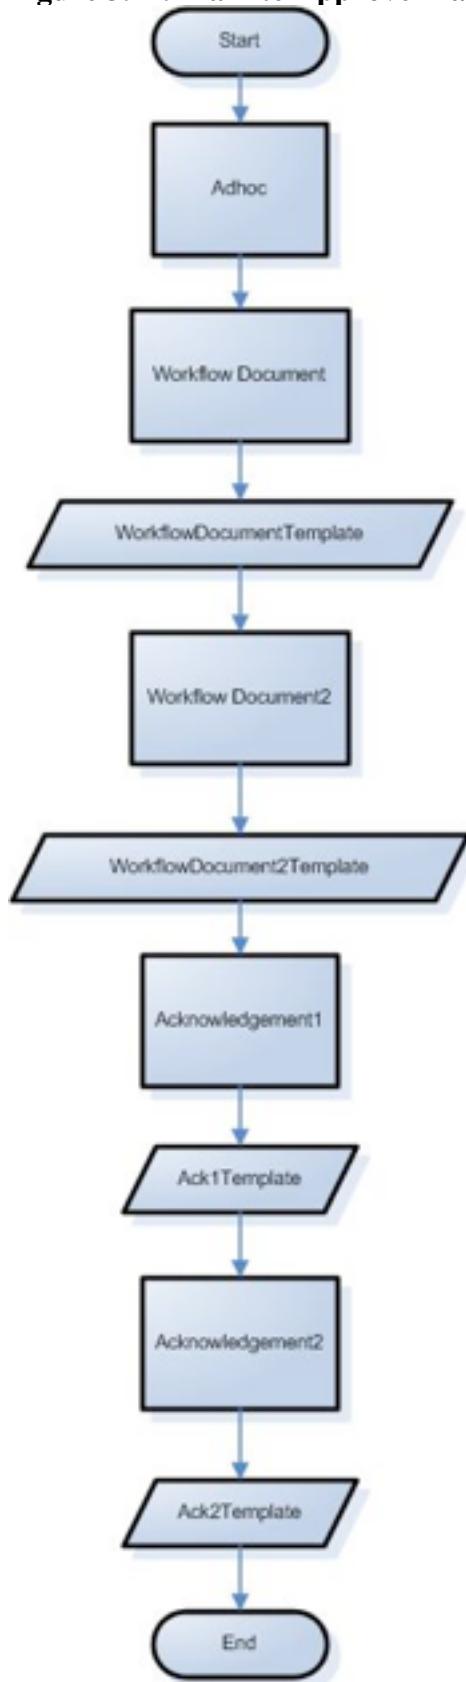 Start
Adhoc
Workflow Document
WorkflowDocumentTemplate
Workflow Document2
WorkflowDocument2Template
Acknowledgement1
Ack1Template
Acknowledgement2
Ack2Template
End